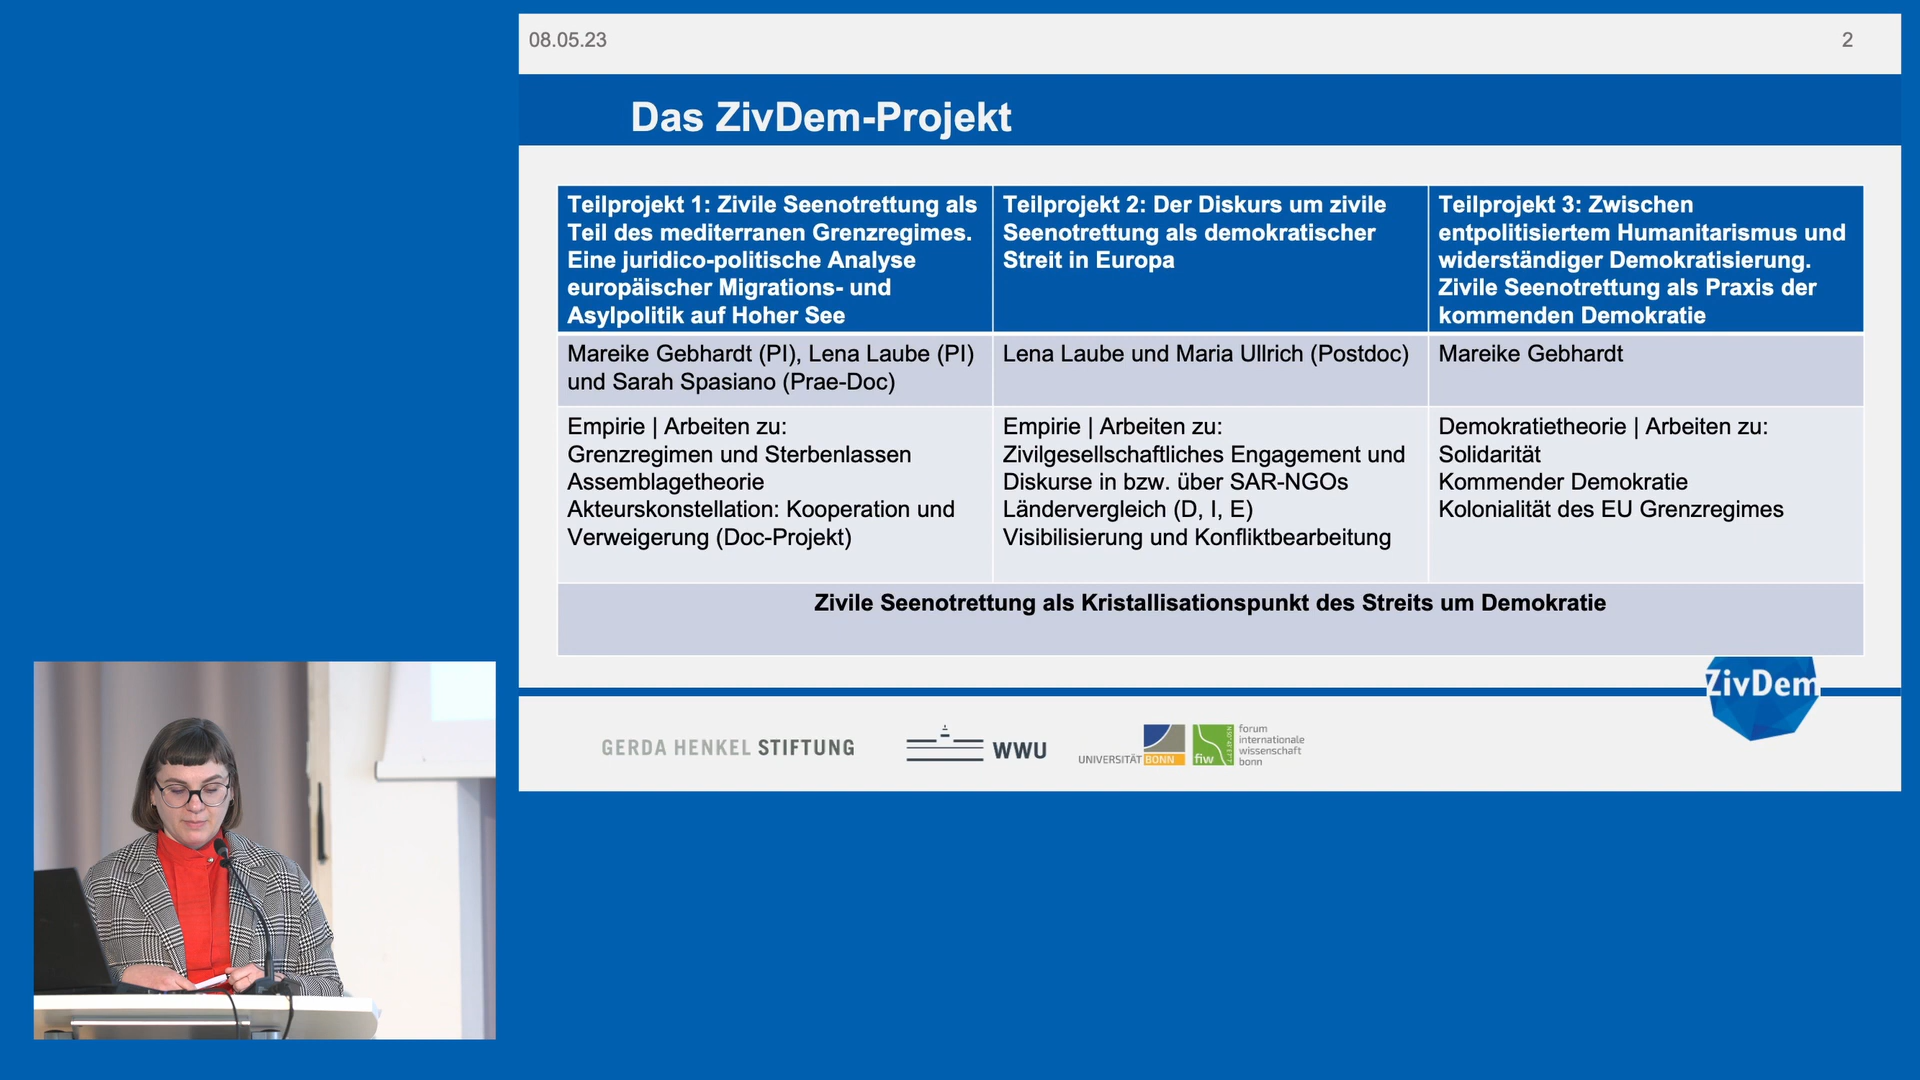 08.05.23
2
Das ZivDem-Projekt
Teilprojekt 1: Zivile Seenotrettung als
Teil des mediterranen Grenzregimes.
Eine juridico-politische Analyse
europäischer Migrations- und
Asylpolitik auf Hoher See
Teilprojekt 2: Der Diskurs um zivile
Seenotrettung als demokratischer
Streit in Europa
Teilprojekt 3: Zwischen
entpolitisiertem Humanitarismus und
widerständiger Demokratisierung.
Zivile Seenotrettung als Praxis der
kommenden Demokratie
Mareike Gebhardt (PI), Lena Laube (PI)
und Sarah Spasiano (Prae-Doc)
Lena Laube und Maria Ullrich (Postdoc)
Mareike Gebhardt
Empirie | Arbeiten zu:
Grenzregimen und Sterbenlassen
Assemblagetheorie
Akteurskonstellation: Kooperation und
Verweigerung (Doc-Projekt)
Empirie | Arbeiten zu:
Zivilgesellschaftliches Engagement und
Diskurse in bzw. über SAR-NGOs
Ländervergleich (D, I, E)
Visibilisierung und Konfliktbearbeitung
Demokratietheorie | Arbeiten zu:
Solidarität
Kommender Demokratie
Kolonialität des EU Grenzregimes
Zivile Seenotrettung als Kristallisationspunkt des Streits um Demokratie
ZivDem
GERDA HENKEL STIFTUNG
WWU
UNIVERSITÄT BONN
fiw
forum
internationale
wissenschaft
bonn